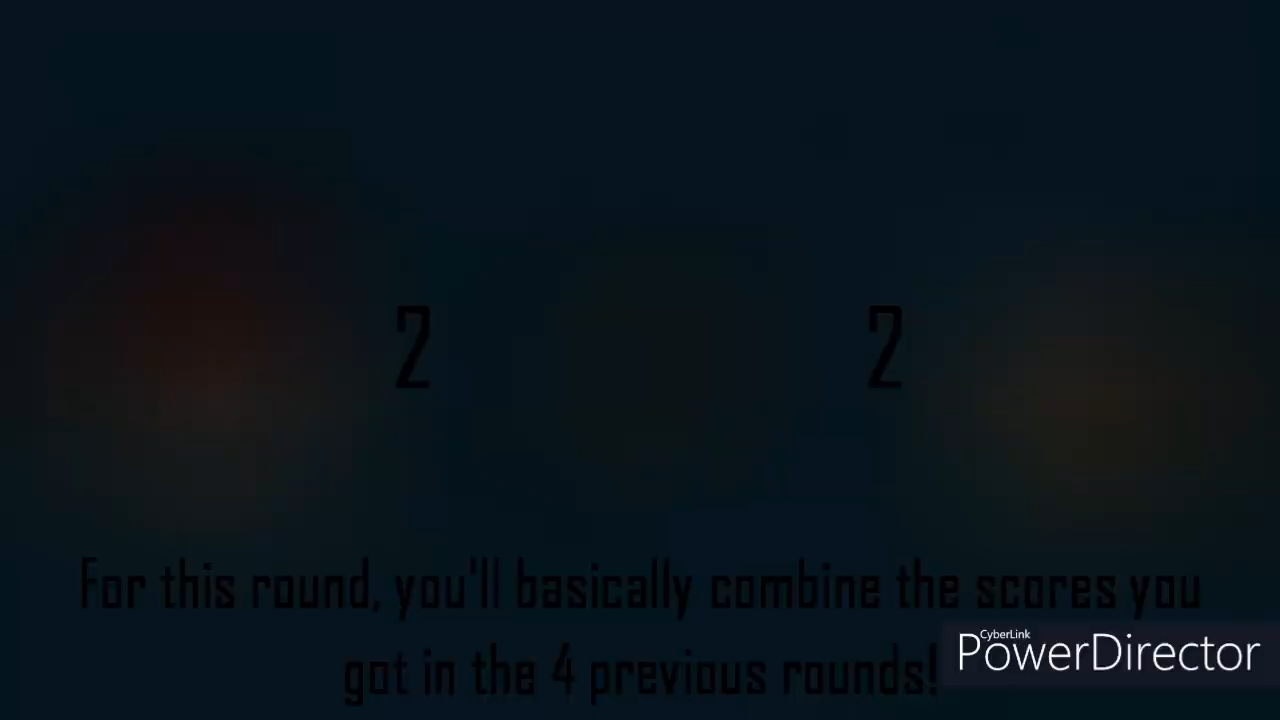 2 2
For this round, you'll basically combine the scores you
got in the 4 previous rounds!
CyberLink
PowerDirector